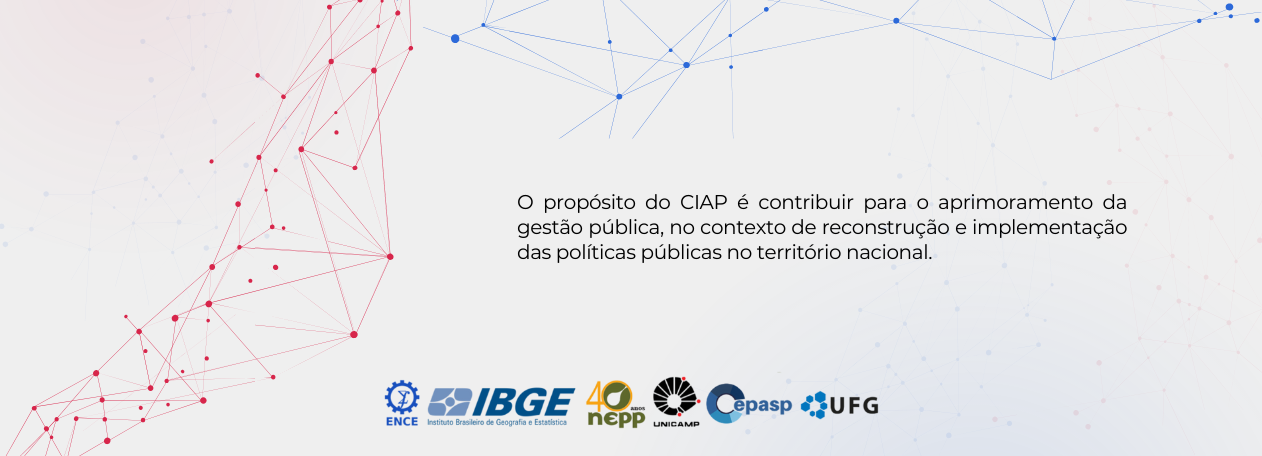 O propósito do CIAP é contribuir para o aprimoramento da
gestão pública, no contexto de reconstrução e implementação
das políticas públicas no território nacional.
ENCE
IBGE
Instituto Brasileiro de Geografia e Estatística
40 anos
nepp
UNICAMP
Cepasp
UFG